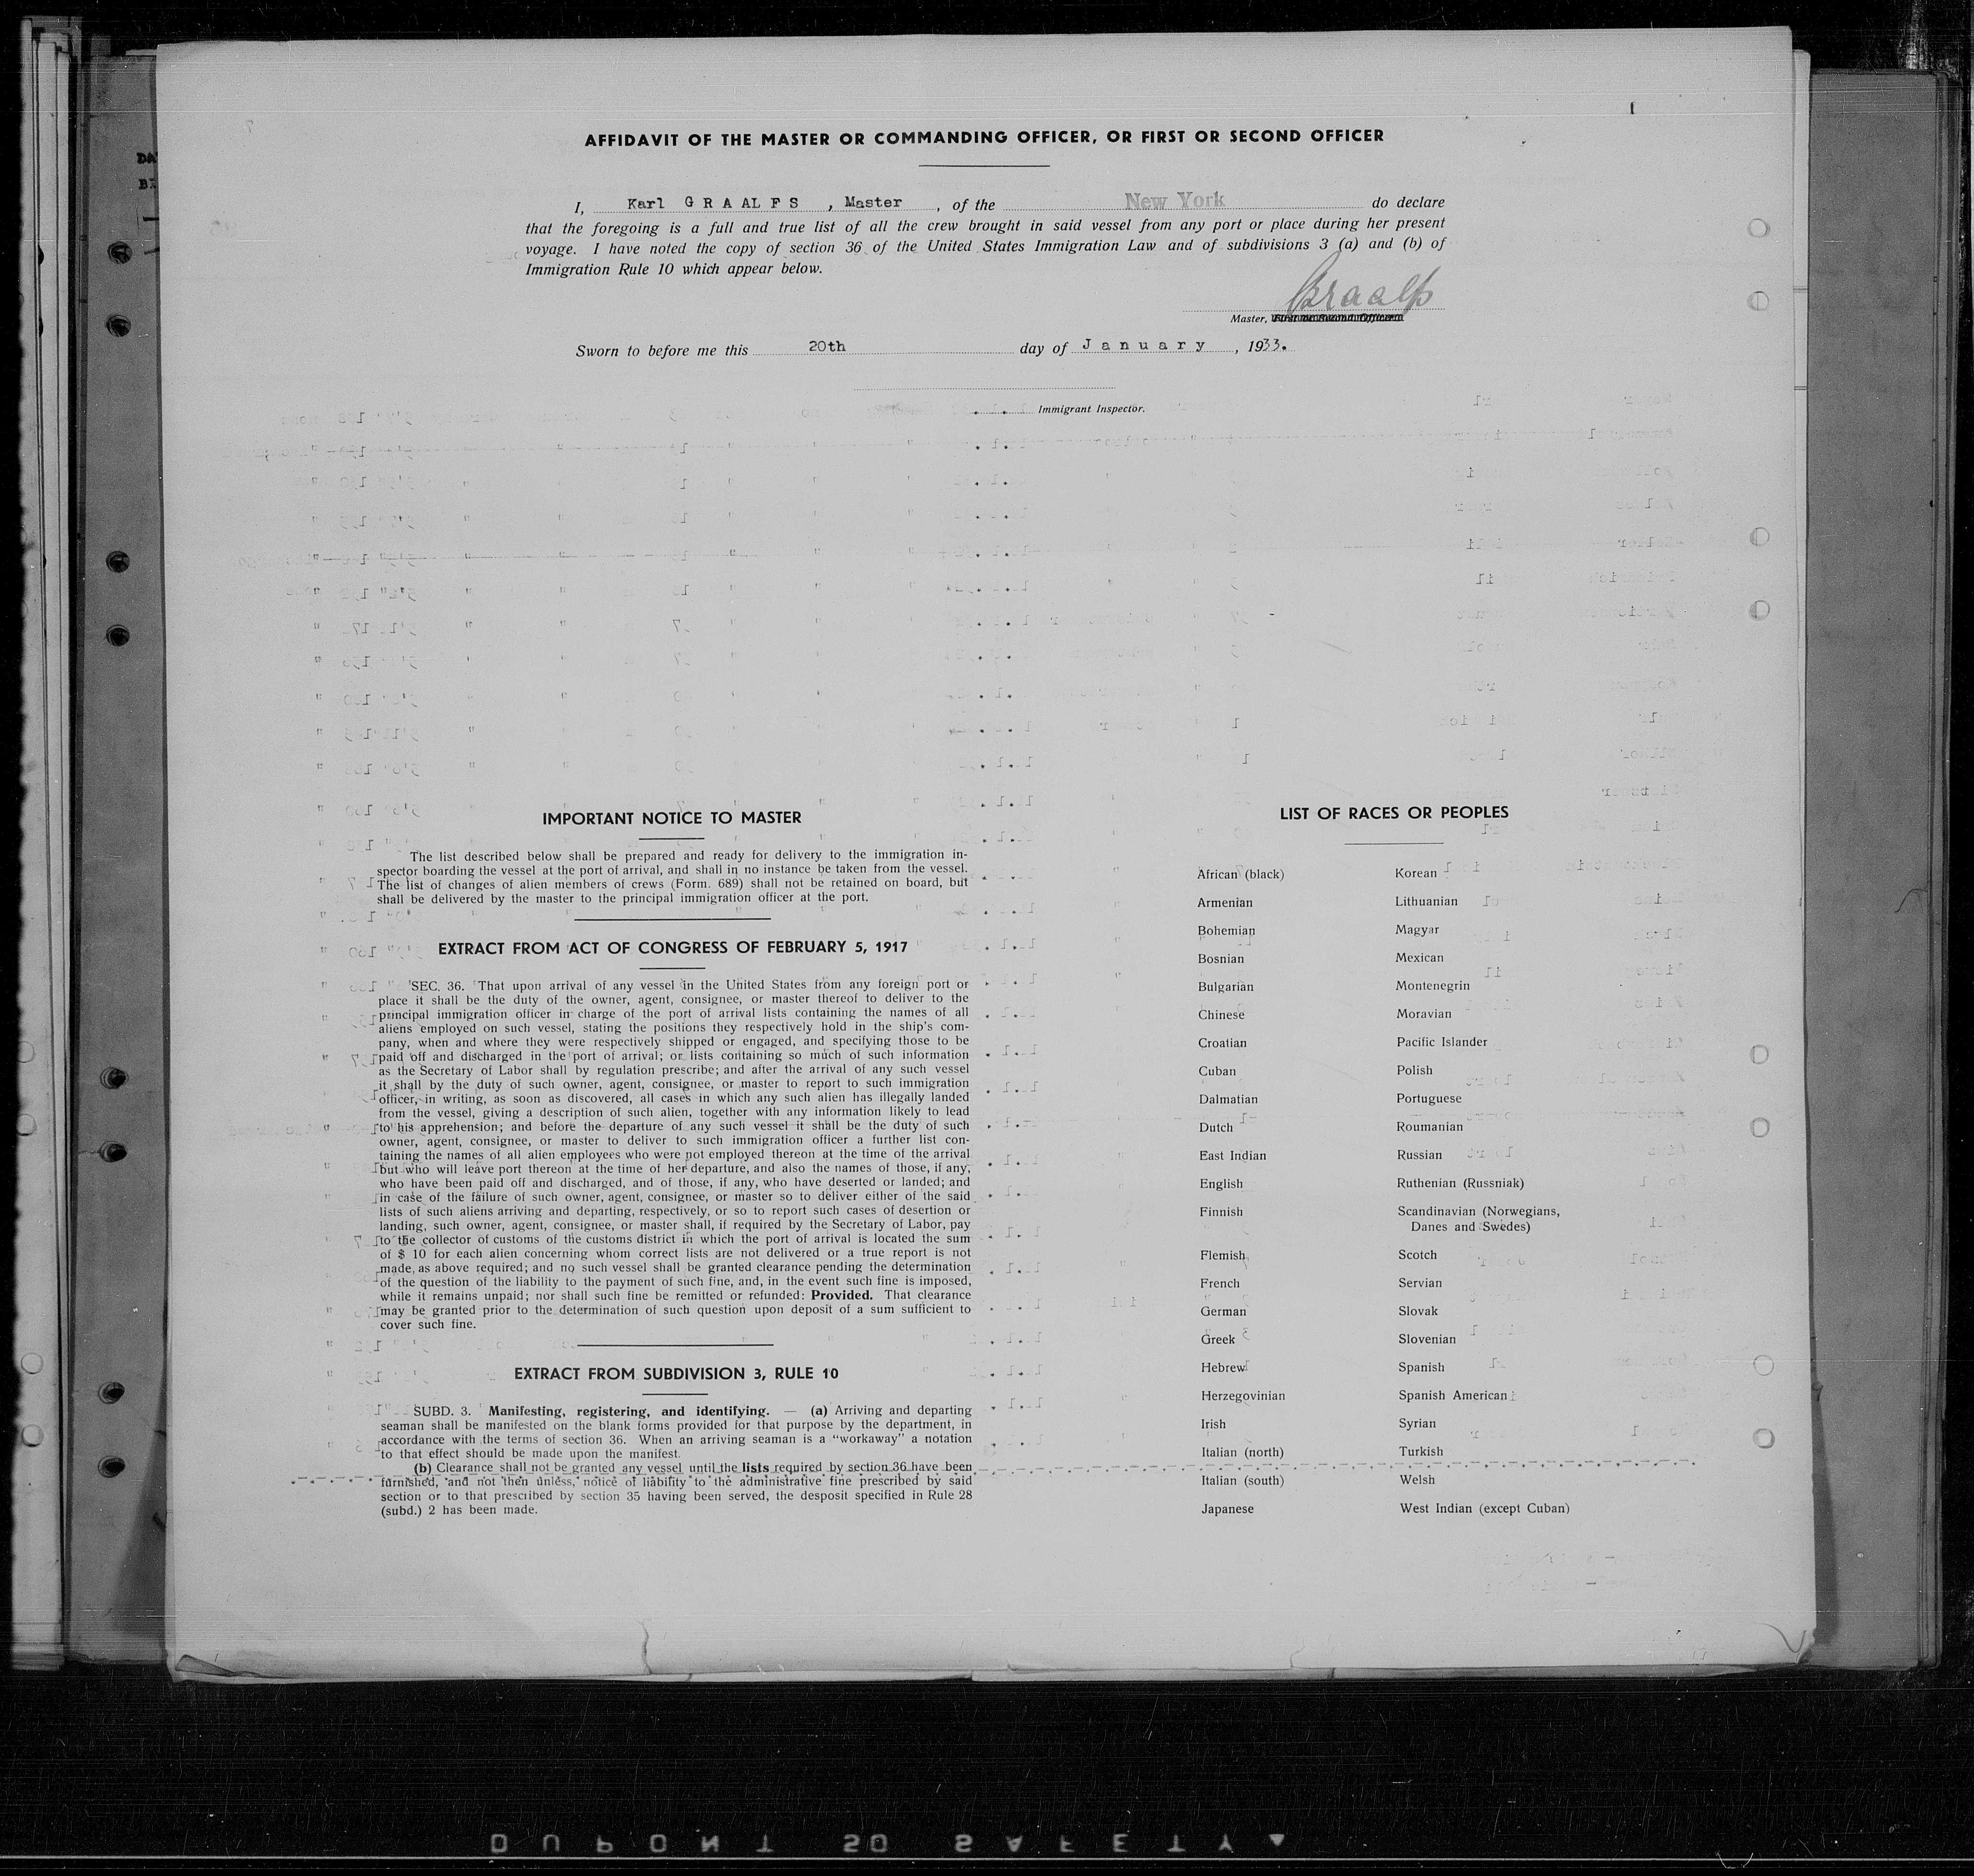 AFFIDAVIT OF THE MASTER OR COMMANDING OFFICER, OR FIRST OR SECOND OFFICER
I, Karl G R A A L F S , Master , of the New York do declare
that the foregoing is a full and true list of all the crew brought in said vessel from any port or place during her present
voyage. I have noted the copy of section 36 of the United States Immigration Law and of subdivisions 3 (a) and (b) of
Immigration Rule 10 which appear below.
Graalfs
Master, First or Second Officer
Sworn to before me this 20th day of January , 1933.
Immigrant Inspector.
IMPORTANT NOTICE TO MASTER
The list described below shall be prepared and ready for delivery to the immigration in-
spector boarding the vessel at the port of arrival, and shall in no instance be taken from the vessel.
The list of changes of alien members of crews (Form. 689) shall not be retained on board, but
shall be delivered by the master to the principal immigration officer at the port.
EXTRACT FROM ACT OF CONGRESS OF FEBRUARY 5, 1917
SEC. 36. That upon arrival of any vessel in the United States from any foreign port or
place it shall be the duty of the owner, agent, consignee, or master thereof to deliver to the
principal immigration officer in charge of the port of arrival lists containing the names of all
aliens employed on such vessel, stating the positions they respectively hold in the ship's com-
pany, when and where they were respectively shipped or engaged, and specifying those to be
paid off and discharged in the port of arrival; or lists containing so much of such information
as the Secretary of Labor shall by regulation prescribe; and after the arrival of any such vessel
it shall by the duty of such owner, agent, consignee, or master to report to such immigration
officer, in writing, as soon as discovered, all cases in which any such alien has illegally landed
from the vessel, giving a description of such alien, together with any information likely to lead
to his apprehension; and before the departure of any such vessel it shall be the duty of such
owner, agent, consignee, or master to deliver to such immigration officer a further list con-
taining the names of all alien employees who were not employed thereon at the time of the arrival
but who will leave port thereon at the time of her departure, and also the names of those, if any,
who have been paid off and discharged, and of those, if any, who have deserted or landed; and
in case of the failure of such owner, agent, consignee, or master so to deliver either of the said
lists of such aliens arriving and departing, respectively, or so to report such cases of desertion or
landing, such owner, agent, consignee, or master shall, if required by the Secretary of Labor, pay
to the collector of customs of the customs district in which the port of arrival is located the sum
of $ 10 for each alien concerning whom correct lists are not delivered or a true report is not
made, as above required; and no such vessel shall be granted clearance pending the determination
of the question of the liability to the payment of such fine, and, in the event such fine is imposed,
while it remains unpaid; nor shall such fine be remitted or refunded: Provided. That clearance
may be granted prior to the determination of such question upon deposit of a sum sufficient to
cover such fine.
EXTRACT FROM SUBDIVISION 3, RULE 10
SUBD. 3. Manifesting, registering, and identifying. — (a) Arriving and departing
seaman shall be manifested on the blank forms provided for that purpose by the department, in
accordance with the terms of section 36. When an arriving seaman is a “workaway” a notation
to that effect should be made upon the manifest.
(b) Clearance shall not be granted any vessel until the lists required by section 36 have been
furnished, and not then unless, notice of liability to the administrative fine prescribed by said
section or to that prescribed by section 35 having been served, the desposit specified in Rule 28
(subd.) 2 has been made.
LIST OF RACES OR PEOPLES
African (black)
Armenian
Bohemian
Bosnian
Bulgarian
Chinese
Croatian
Cuban
Dalmatian
Dutch
East Indian
English
Finnish
Flemish
French
German
Greek
Hebrew
Herzegovinian
Irish
Italian (north)
Italian (south)
Japanese
Korean
Lithuanian
Magyar
Mexican
Montenegrin
Moravian
Pacific Islander
Polish
Portuguese
Roumanian
Russian
Ruthenian (Russniak)
Scandinavian (Norwegians,
Danes and Swedes)
Scotch
Servian
Slovak
Slovenian
Spanish
Spanish American
Syrian
Turkish
Welsh
West Indian (except Cuban)
DUPONT 50 SAFETY